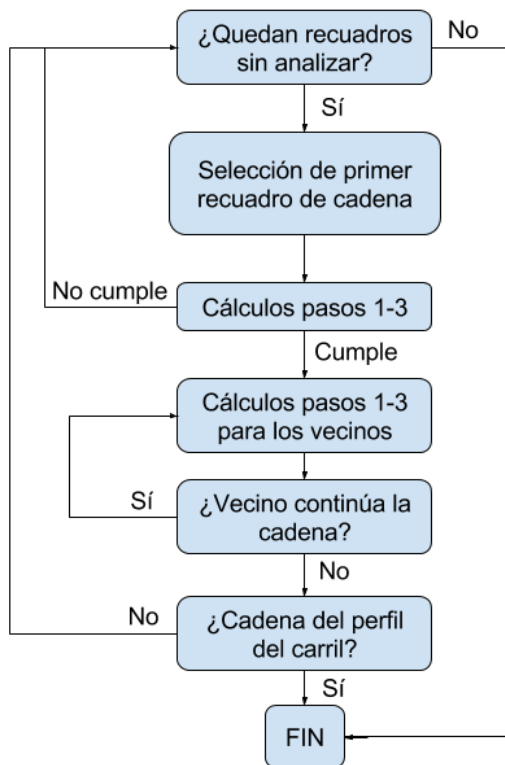 ¿Quedan recuadros
sin analizar?
No
Sí
Selección de primer
recuadro de cadena
No cumple
Cálculos pasos 1-3
Cumple
Cálculos pasos 1-3
para los vecinos
Sí
¿Vecino continúa la
cadena?
No
No
¿Cadena del perfil
del carril?
Sí
FIN